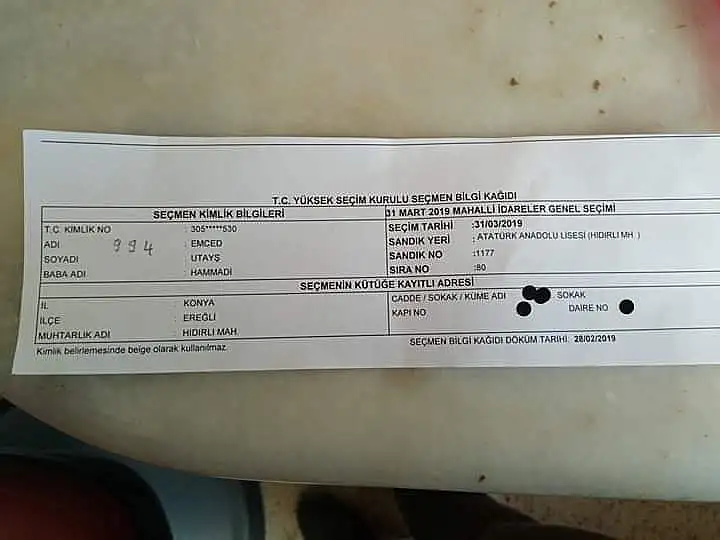 T.C. YÜKSEK SEÇİM KURULU SEÇMEN BİLGİ KAĞIDI
SEÇMEN KİMLİK BİLGİLERİ
T.C. KİMLİK NO : 305*****530
ADI : EMCED
994
SOYADI : UTAYŞ
BABA ADI : HAMMADİ
31 MART 2019 MAHALLİ İDARELER GENEL SEÇİMİ
SEÇİM TARİHİ :31/03/2019
SANDIK YERİ : ATATÜRK ANADOLU LİSESİ (HIDIRLI MH. )
SANDIK NO :1177
SIRA NO :80
SEÇMENİN KÜTÜĞE KAYITLI ADRESİ
İL : KONYA
İLÇE : EREĞLİ
MUHTARLIK ADI : HIDIRLI MAH.
CADDE / SOKAK / KÜME ADI : SOKAK
KAPI NO DAİRE NO
Kimlik belirlemesinde belge olarak kullanılmaz.
SEÇMEN BİLGİ KAĞIDI DÖKÜM TARİHİ: 28/02/2019